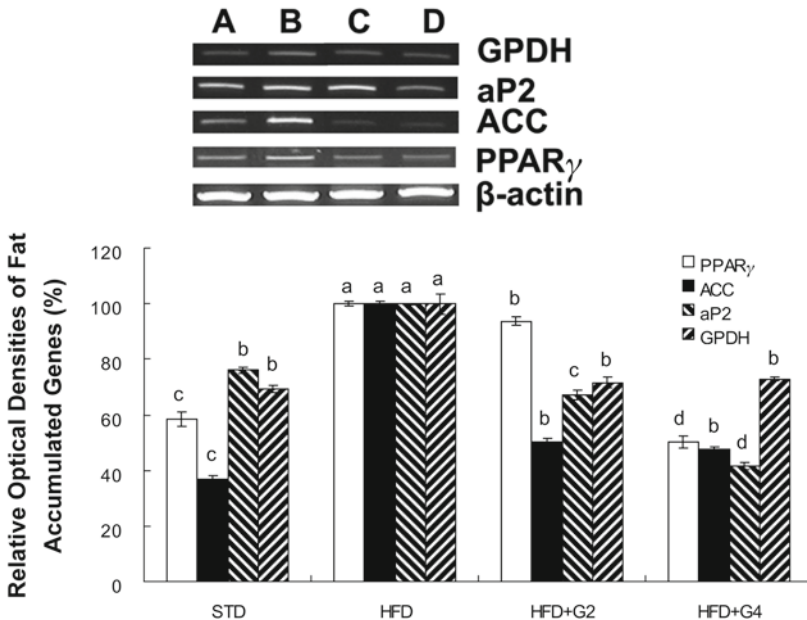 A B C D
GPDH
aP2
ACC
PPARγ
β-actin
Relative Optical Densities of Fat
Accumulated Genes (%)
120
100
80
60
40
20
0
PPARγ
ACC
aP2
GPDH
c c b b
a a a a
b b c b
d b d b
STD HFD HFD+G2 HFD+G4